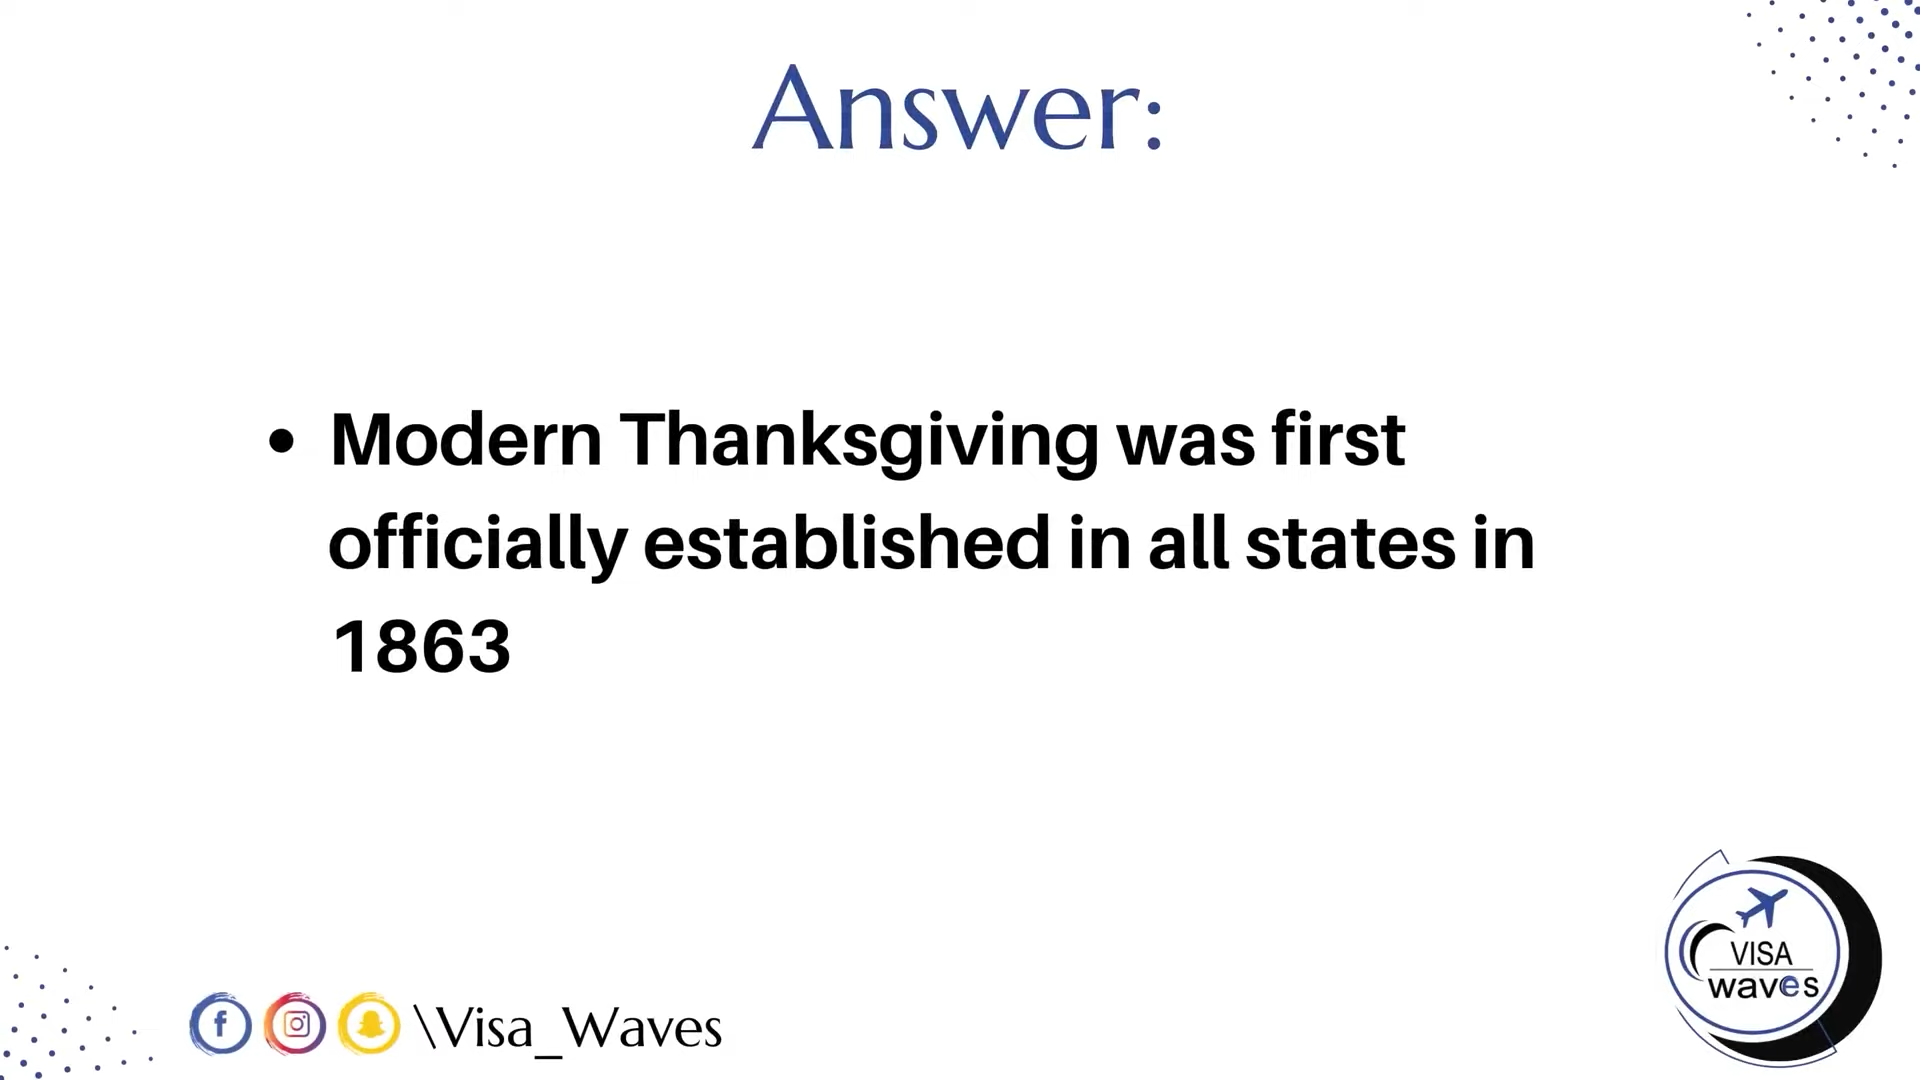 Answer:
• Modern Thanksgiving was first
officially established in all states in
1863
VISA
waves
\Visa_Waves